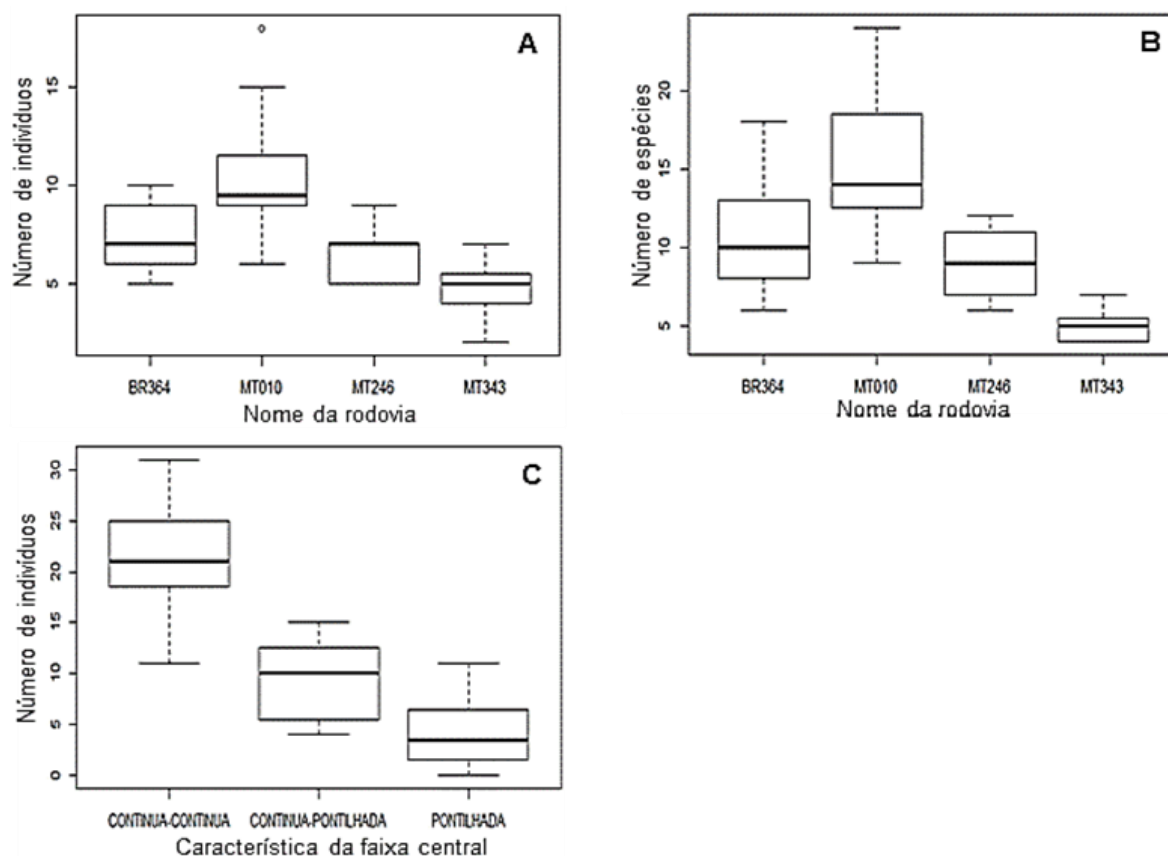 A
Número de indivíduos
15
10
5
BR364 MT010 MT246 MT343
Nome da rodovia
B
Número de espécies
20
15
10
5
BR364 MT010 MT246 MT343
Nome da rodovia
C
Número de indivíduos
30
25
20
15
10
5
0
CONTINUA-CONTINUA CONTINUA-PONTILHADA PONTILHADA
Característica da faixa central